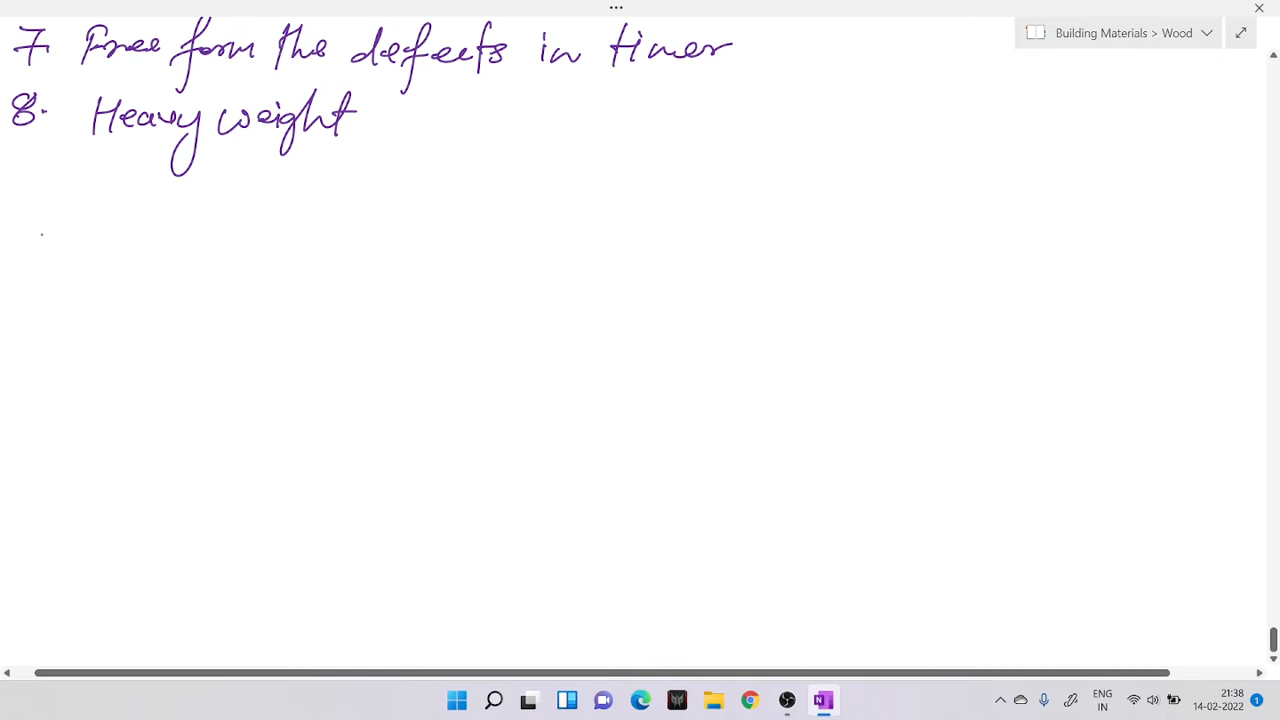 Building Materials > Wood
7. Free form the defects in timer
8. Heavy weight
ENG
IN
21:38
14-02-2022
1